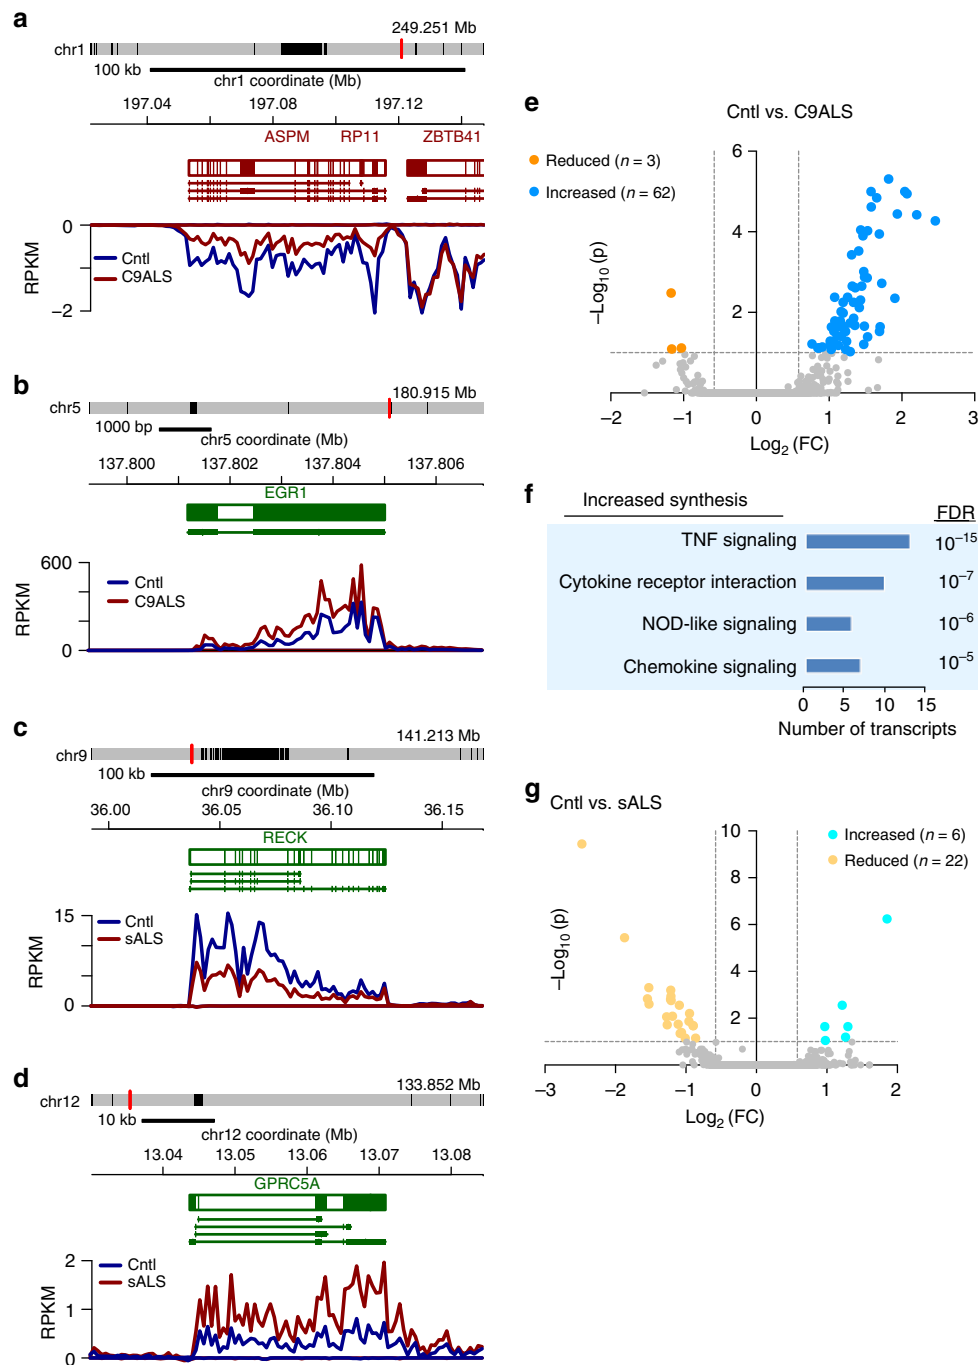 a
249.251 Mb
chr1
100 kb
chr1 coordinate (Mb)
197.04 197.08 197.12
ASPM RP11 ZBTB41
0
−2
RPKM
Cntl
C9ALS
b
180.915 Mb
chr5
1000 bp
chr5 coordinate (Mb)
137.800 137.802 137.804 137.806
EGR1
600
0
RPKM
Cntl
C9ALS
c
141.213 Mb
chr9
100 kb
chr9 coordinate (Mb)
36.00 36.05 36.10 36.15
RECK
15
0
RPKM
Cntl
sALS
d
133.852 Mb
chr12
10 kb
chr12 coordinate (Mb)
13.04 13.05 13.06 13.07 13.08
GPRC5A
2
1
0
RPKM
Cntl
sALS
e
Cntl vs. C9ALS
Reduced (n = 3)
Increased (n = 62)
6
4
2
−Log10 (p)
−2 −1 0 1 2 3
Log2 (FC)
f
Increased synthesis FDR
TNF signaling 10−15
Cytokine receptor interaction 10−7
NOD-like signaling 10−6
Chemokine signaling 10−5
0 5 10 15
Number of transcripts
g
Cntl vs. sALS
Increased (n = 6)
Reduced (n = 22)
10
8
6
4
2
−Log10 (p)
−3 −2 −1 0 1 2
Log2 (FC)